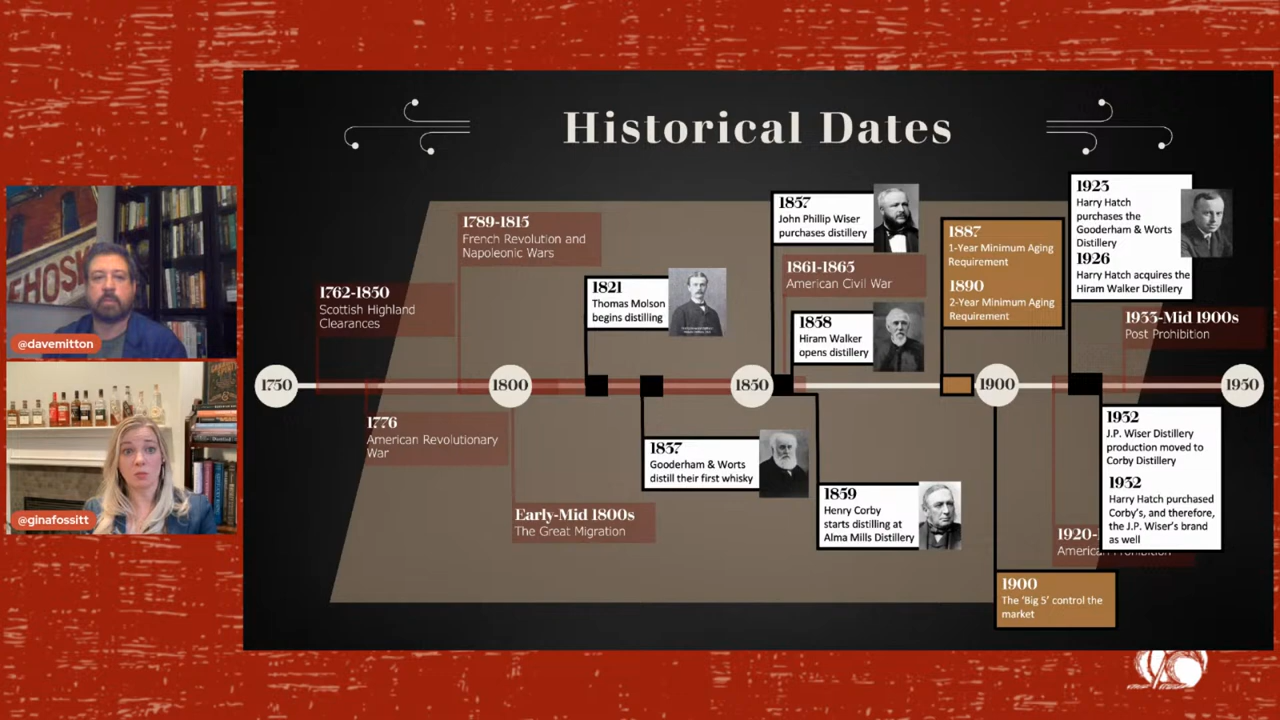 Historical Dates
EHOSK
@davemitton
@ginafossitt
1762-1850
Scottish Highland
Clearances
1789-1815
French Revolution and
Napoleonic Wars
1821
Thomas Molson
begins distilling
1857
John Phillip Wiser
purchases distillery
1861-1865
American Civil War
1858
Hiram Walker
opens distillery
1887
1-Year Minimum Aging
Requirement
1890
2-Year Minimum Aging
Requirement
1923
Harry Hatch
purchases the
Gooderham & Worts
Distillery
1926
Harry Hatch acquires the
Hiram Walker Distillery
1933-Mid 1900s
Post Prohibition
1750
1800
1850
1900
1950
1776
American Revolutionary
War
Early-Mid 1800s
The Great Migration
1837
Gooderham & Worts
distill their first whisky
1859
Henry Corby
starts distilling at
Alma Mills Distillery
1932
J.P. Wiser Distillery
production moved to
Corby Distillery
1932
Harry Hatch purchased
Corby's, and therefore,
the J.P. Wiser's brand
as well
1920-
American Prohibition
1900
The 'Big 5' control the
market